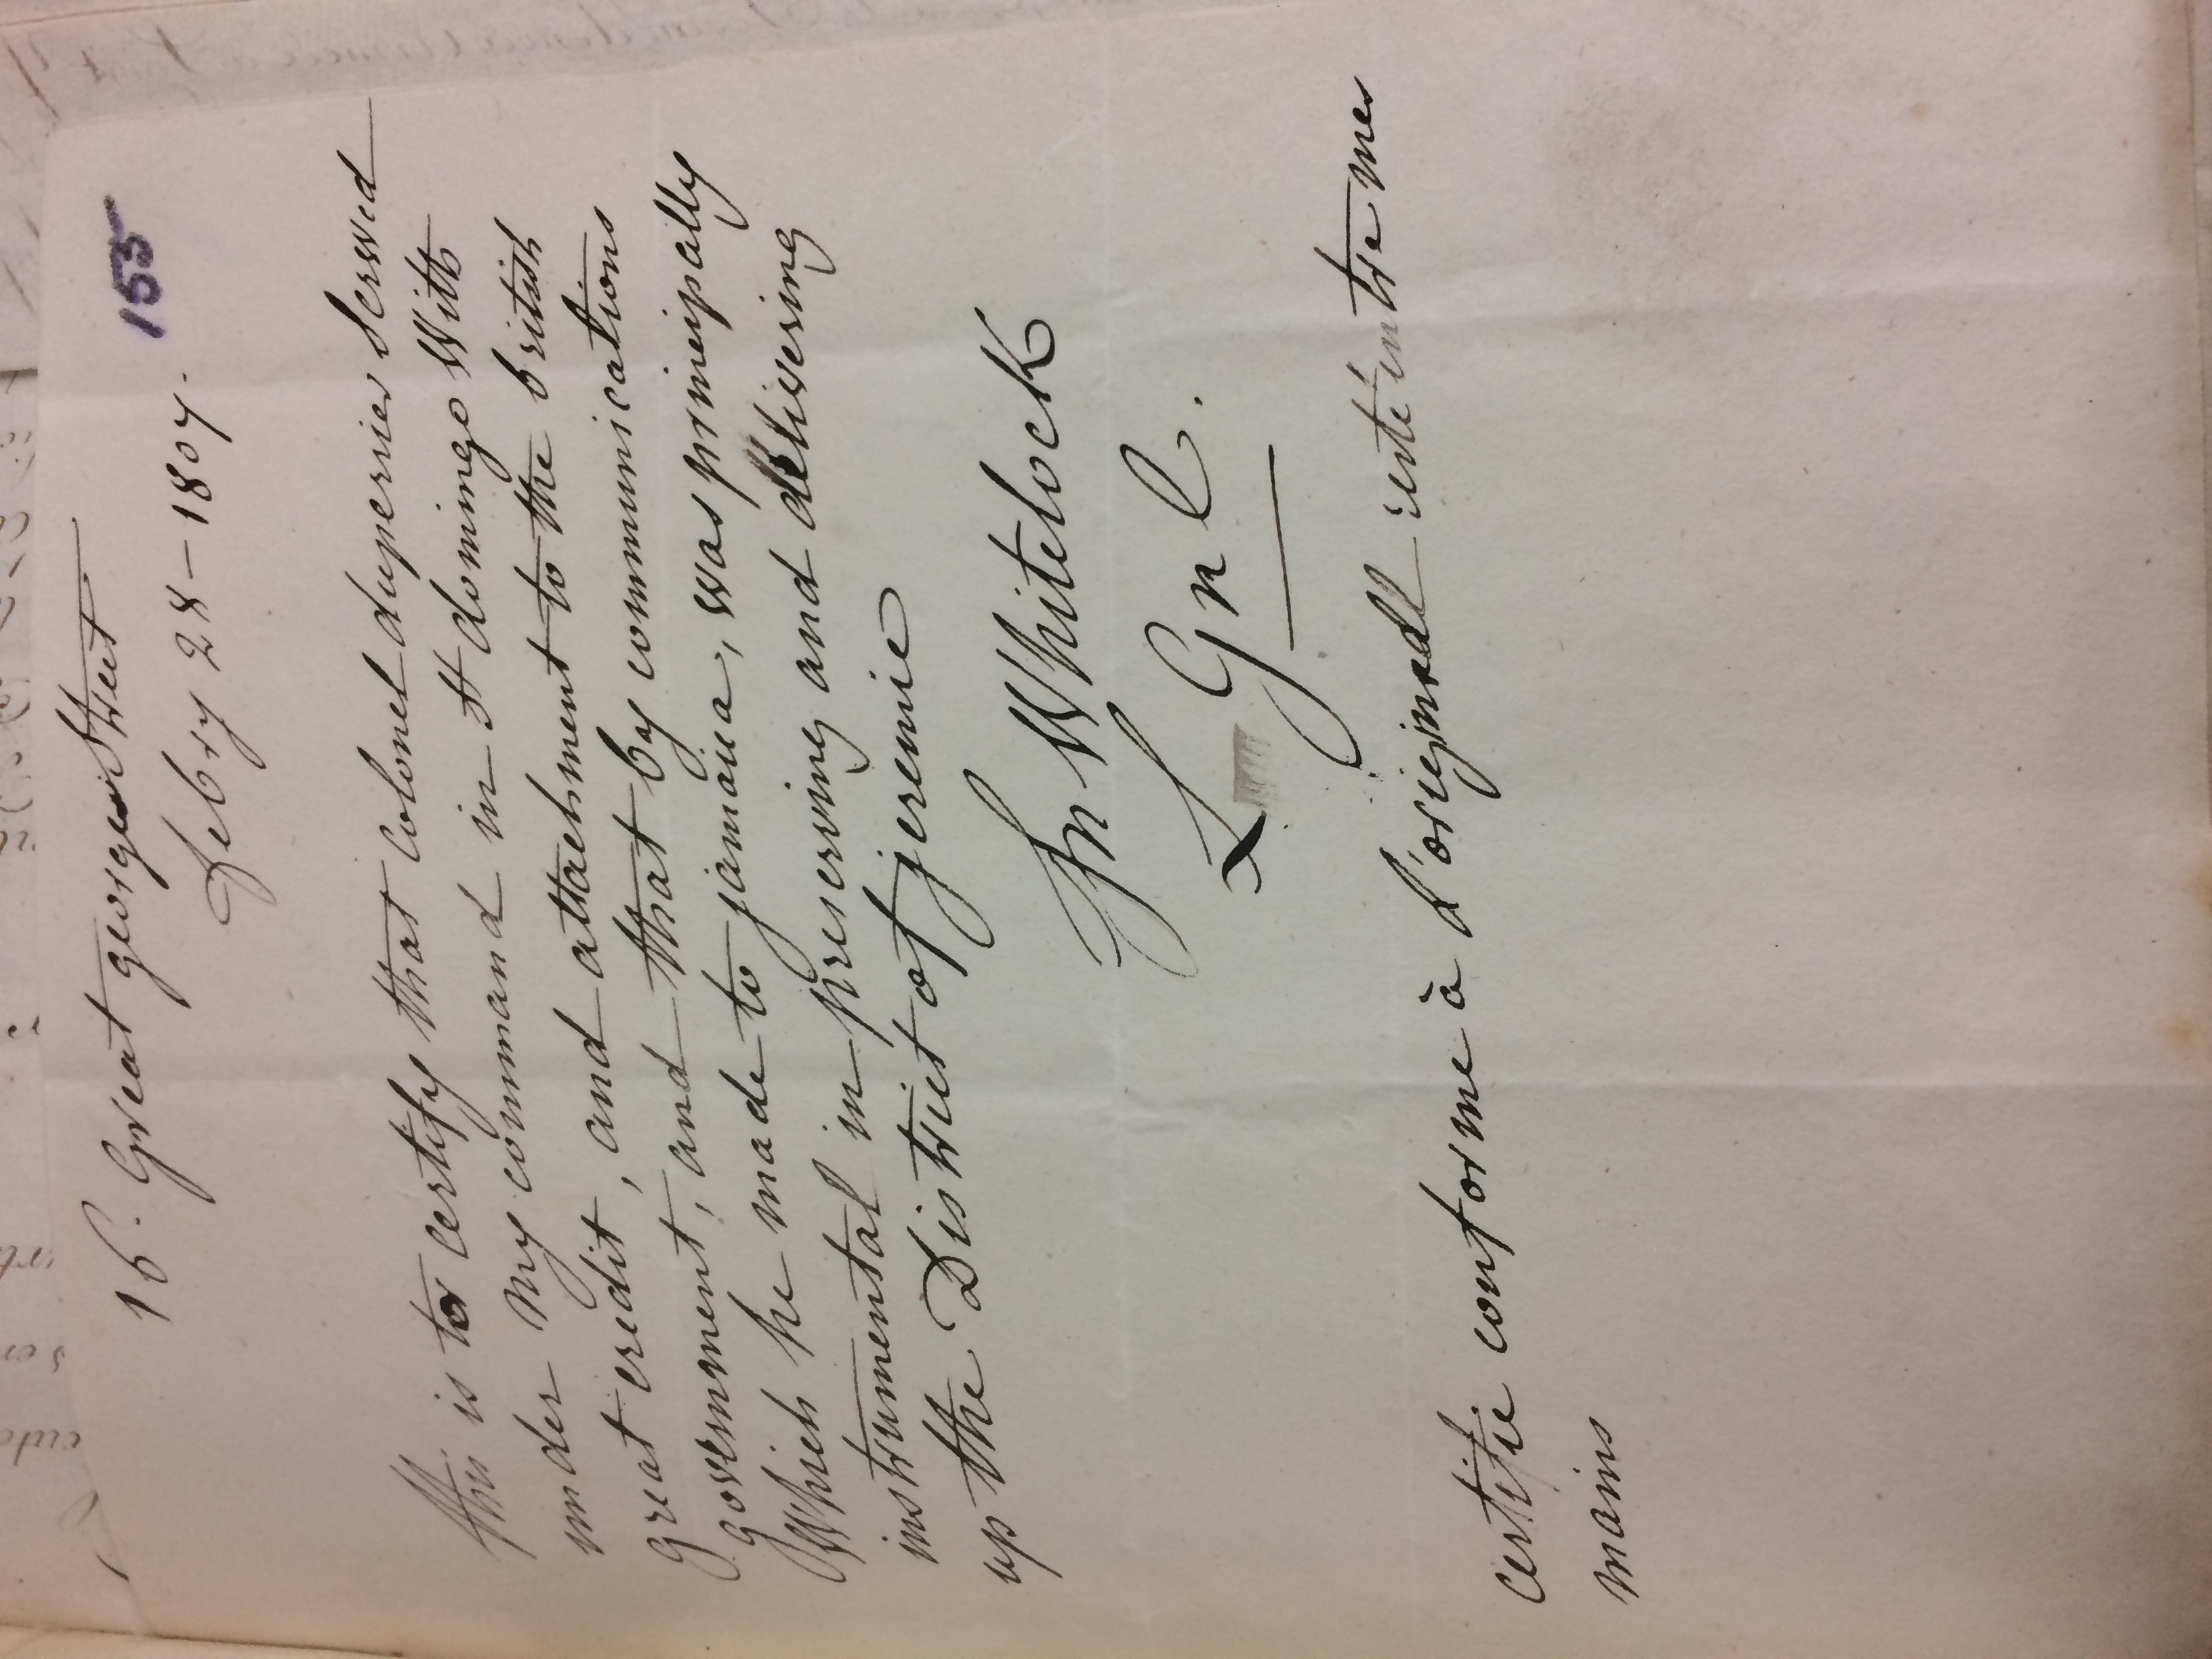 16. Great george Street
155
febry 28 - 1807.
this is to certify that colonel duperrier Serwed
under my command in St domingo With
great credit, and attachment to the british
government, and that by communications
Which he made to jamaica, was principally
instrumental in preserving and delivering
up the District of jeremie
Jn WhitelocK
L Gnl.
certifie conforme à L'originall resté entre mes
mains